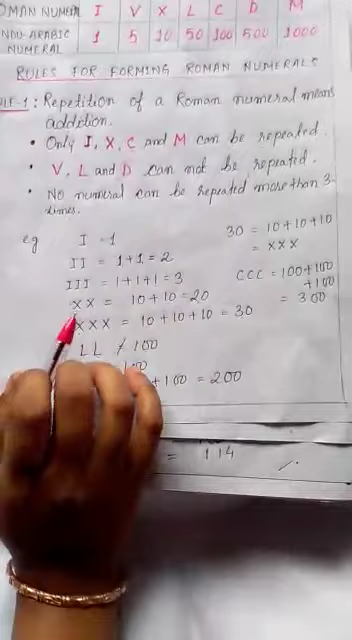 OMAN NUMERAL I V X L C D M
NDU-ARABIC NUMERAL 1 5 10 50 100 500 1000
RULES FOR FORMING ROMAN NUMERALS
ULE-1: Repetition of a Roman numeral means
addition.
• Only I, X, C and M can be repeated.
• V, L and D can not be repeated.
• No numeral can be repeated more than 3
times.
eg I = 1
II = 1+1 = 2
III = 1+1+1 = 3
XX = 10+10 = 20
XXX = 10+10+10 = 30
LL ≠ 100
+100 = 200
30 = 10+10+10
= XXX
CCC = 100+100
+100
= 300
= 114